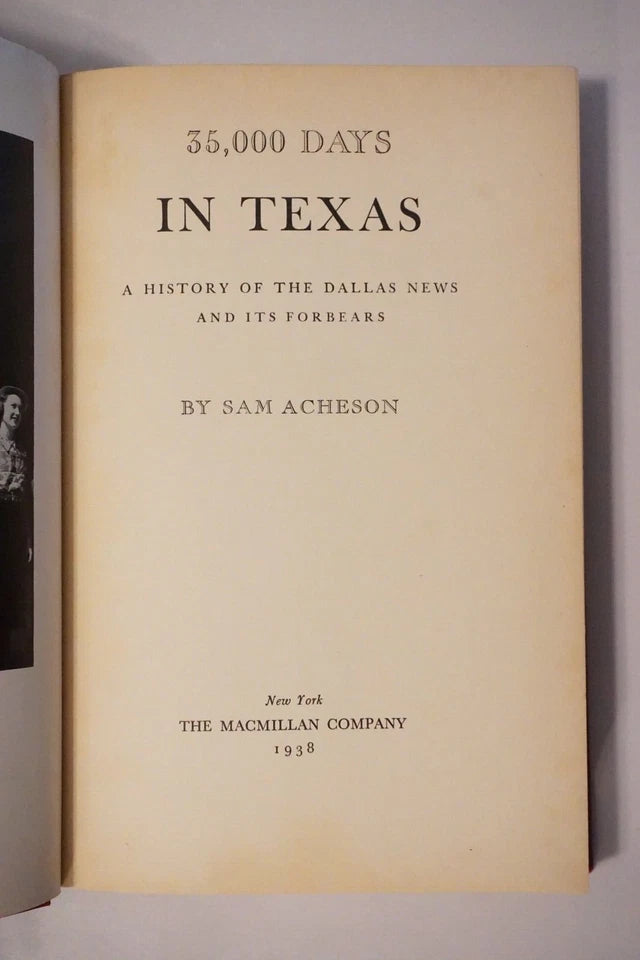 35,000 DAYS
IN TEXAS
A HISTORY OF THE DALLAS NEWS
AND ITS FORBEARS
BY SAM ACHESON
New York
THE MACMILLAN COMPANY
1938